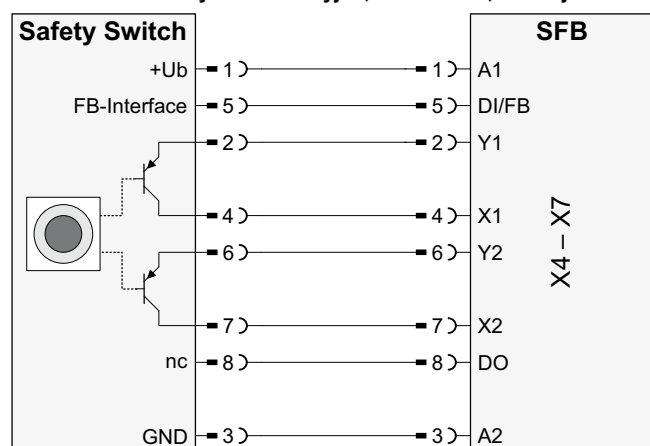 Safety Switch SFB
+Ub 1 1 A1
FB-Interface 5 5 DI/FB
2 2 Y1
4 4 X1
6 6 Y2
X4 – X7
7 7 X2
nc 8 8 DO
GND 3 3 A2